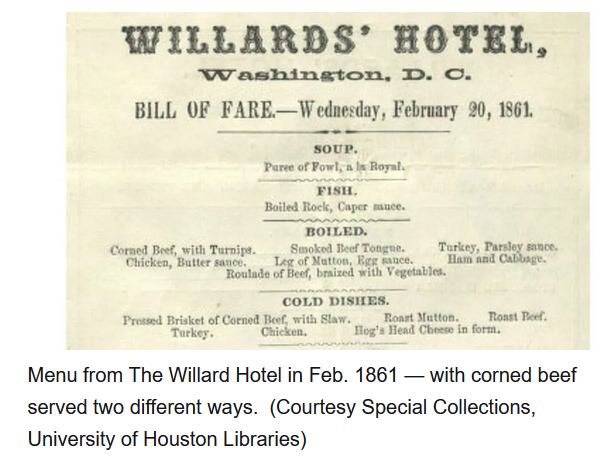 WILLARDS' HOTEL,
Washington, D. C.
BILL OF FARE.—Wednesday, February 20, 1861.
SOUP.
Puree of Fowl, a la Royal.
FISH.
Boiled Rock, Caper sauce.
BOILED.
Corned Beef, with Turnips. Smoked Beef Tongue. Turkey, Parsley sauce.
Chicken, Butter sauce. Leg of Mutton, Egg sauce. Ham and Cabbage.
Roulade of Beef, braized with Vegetables.
COLD DISHES.
Pressed Brisket of Corned Beef, with Slaw. Roast Mutton. Roast Beef.
Turkey. Chicken. Hog's Head Cheese in form.
Menu from The Willard Hotel in Feb. 1861 — with corned beef
served two different ways. (Courtesy Special Collections,
University of Houston Libraries)